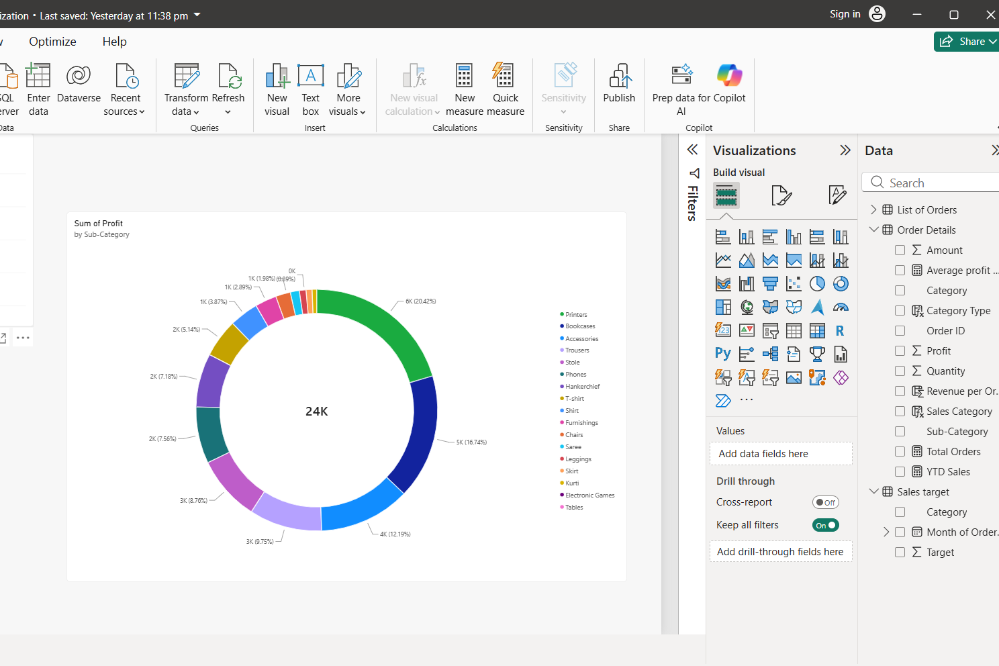 ization • Last saved: Yesterday at 11:38 pm
Sign in
w Optimize Help
Share
SQL
erver
Enter
data
Dataverse
Recent
sources
Data
Transform
data
Refresh
Queries
New
visual
Text
box
More
visuals
Insert
New visual
calculation
New
measure
Quick
measure
Calculations
Sensitivity
Sensitivity
Publish
Share
Prep data for
AI
Copilot
Copilot
Sum of Profit
by Sub-Category
0K
1K (1.98%)
(0.89%)
1K (2.89%)
1K (3.87%)
2K (5.14%)
2K (7.18%)
2K (7.56%)
3K (8.76%)
3K (9.75%)
4K (12.19%)
5K (16.74%)
6K (20.42%)
24K
Printers
Bookcases
Accessories
Trousers
Stole
Phones
Hankerchief
T-shirt
Shirt
Furnishings
Chairs
Saree
Leggings
Skirt
Kurti
Electronic Games
Tables
Filters
Visualizations
Build visual
123
R
Py
Values
Add data fields here
Drill through
Cross-report
Off
Keep all filters
On
Add drill-through fields here
Data
Search
List of Orders
Order Details
Amount
Average profit ...
Category
Category Type
Order ID
Profit
Quantity
Revenue per Or...
Sales Category
Sub-Category
Total Orders
YTD Sales
Sales target
Category
Month of Order...
Target